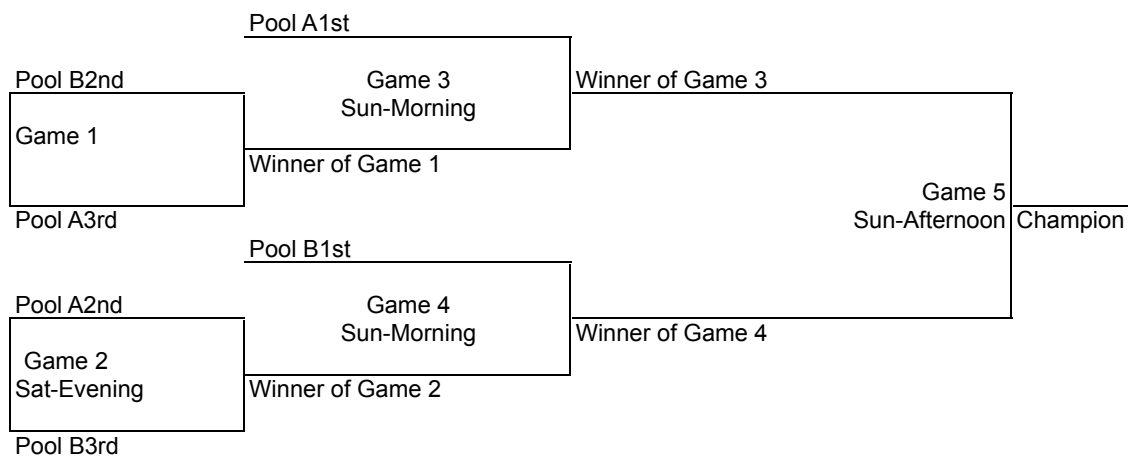 Pool A1st
Pool B2nd
Game 3
Sun-Morning
Winner of Game 3
Game 1
Winner of Game 1
Pool A3rd
Game 5
Sun-Afternoon
Champion
Pool B1st
Pool A2nd
Game 4
Sun-Morning
Winner of Game 4
Game 2
Sat-Evening
Winner of Game 2
Pool B3rd